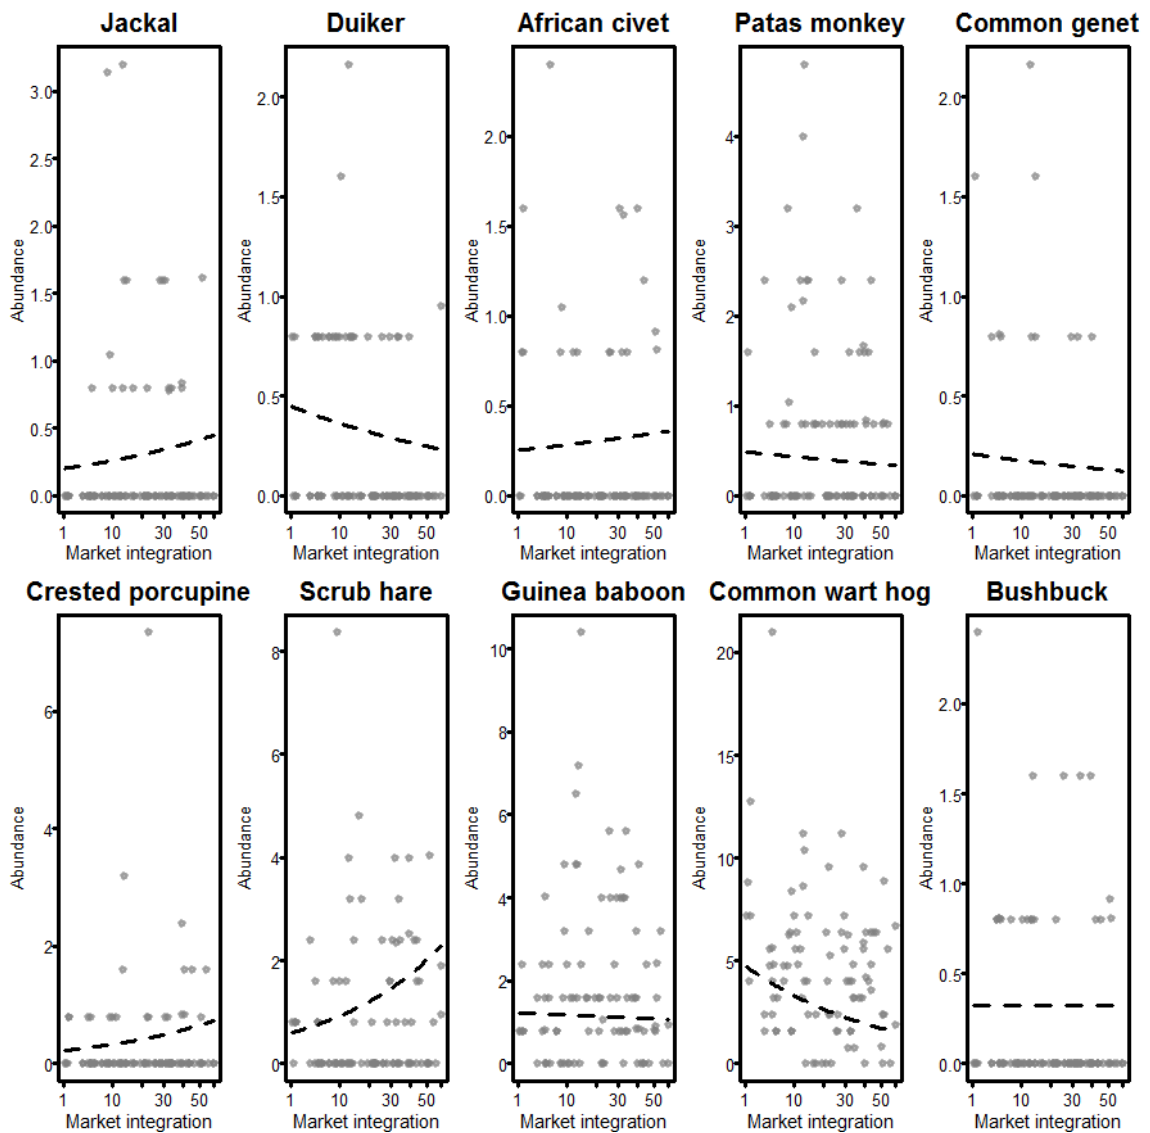 Jackal Duiker African civet Patas monkey Common genet
Abundance Abundance Abundance Abundance Abundance
3.0 2.5 2.0 1.5 1.0 0.5 0.0
2.0 1.5 1.0 0.5 0.0
2.0 1.5 1.0 0.5 0.0
4 3 2 1 0
2.0 1.5 1.0 0.5 0.0
1 10 30 50 1 10 30 50 1 10 30 50 1 10 30 50 1 10 30 50
Market integration Market integration Market integration Market integration Market integration
Crested porcupine Scrub hare Guinea baboon Common wart hog Bushbuck
Abundance Abundance Abundance Abundance Abundance
6 4 2 0
8 6 4 2 0
10 8 6 4 2 0
20 15 10 5 0
2.0 1.5 1.0 0.5 0.0
1 10 30 50 1 10 30 50 1 10 30 50 1 10 30 50 1 10 30 50
Market integration Market integration Market integration Market integration Market integration